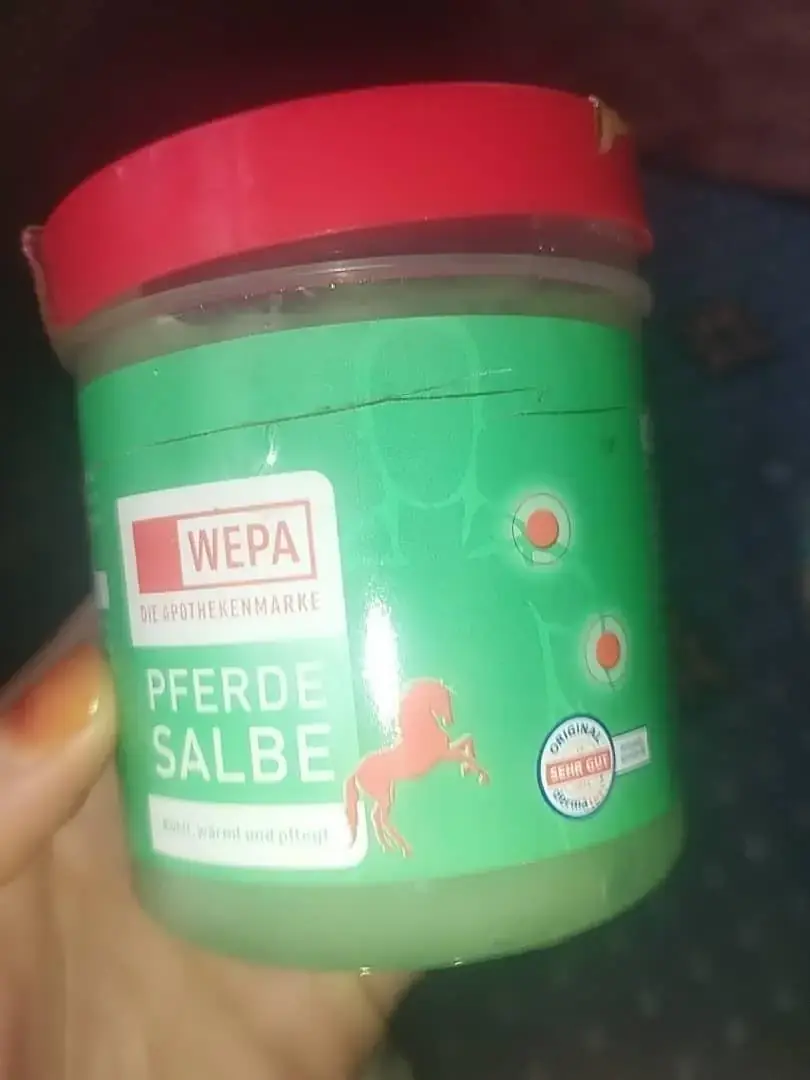 WEPA
DIE APOTHEKENMARKE
PFERDE
SALBE
Kühlt, wärmt und pflegt
ORIGINAL
SEHR GUT